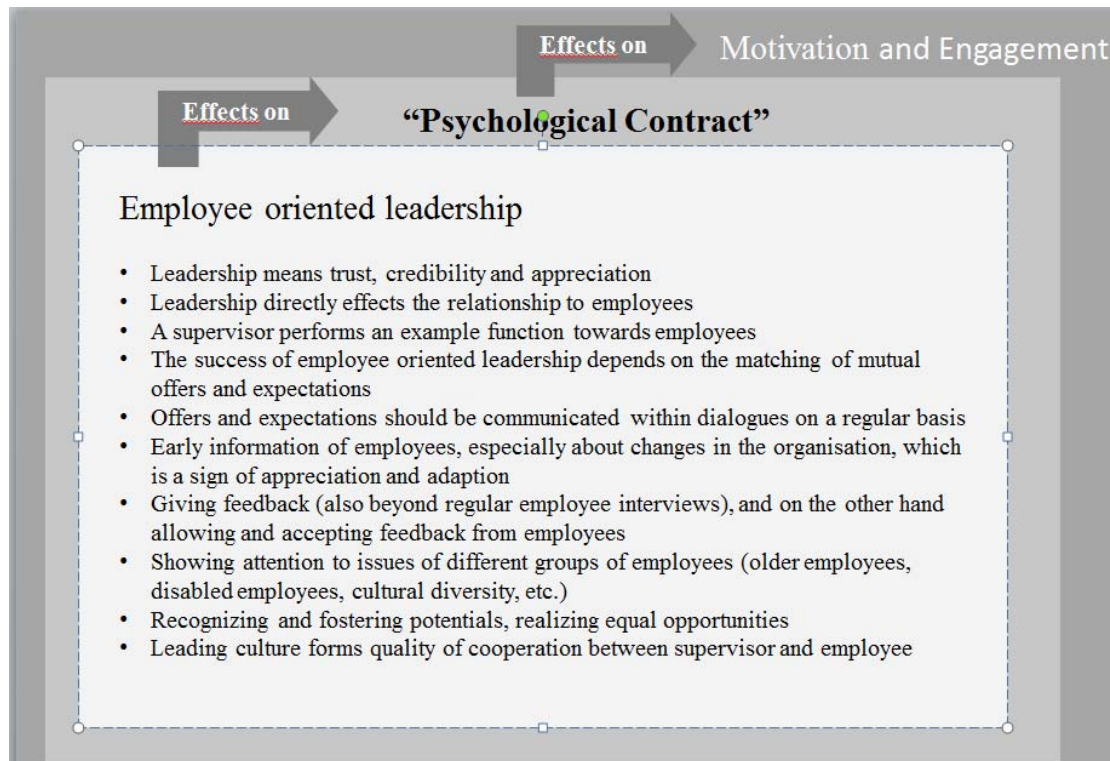 Effects on
Motivation and Engagement
Effects on
“Psychological Contract”
Employee oriented leadership
• Leadership means trust, credibility and appreciation
• Leadership directly effects the relationship to employees
• A supervisor performs an example function towards employees
• The success of employee oriented leadership depends on the matching of mutual
offers and expectations
• Offers and expectations should be communicated within dialogues on a regular basis
• Early information of employees, especially about changes in the organisation, which
is a sign of appreciation and adaption
• Giving feedback (also beyond regular employee interviews), and on the other hand
allowing and accepting feedback from employees
• Showing attention to issues of different groups of employees (older employees,
disabled employees, cultural diversity, etc.)
• Recognizing and fostering potentials, realizing equal opportunities
• Leading culture forms quality of cooperation between supervisor and employee